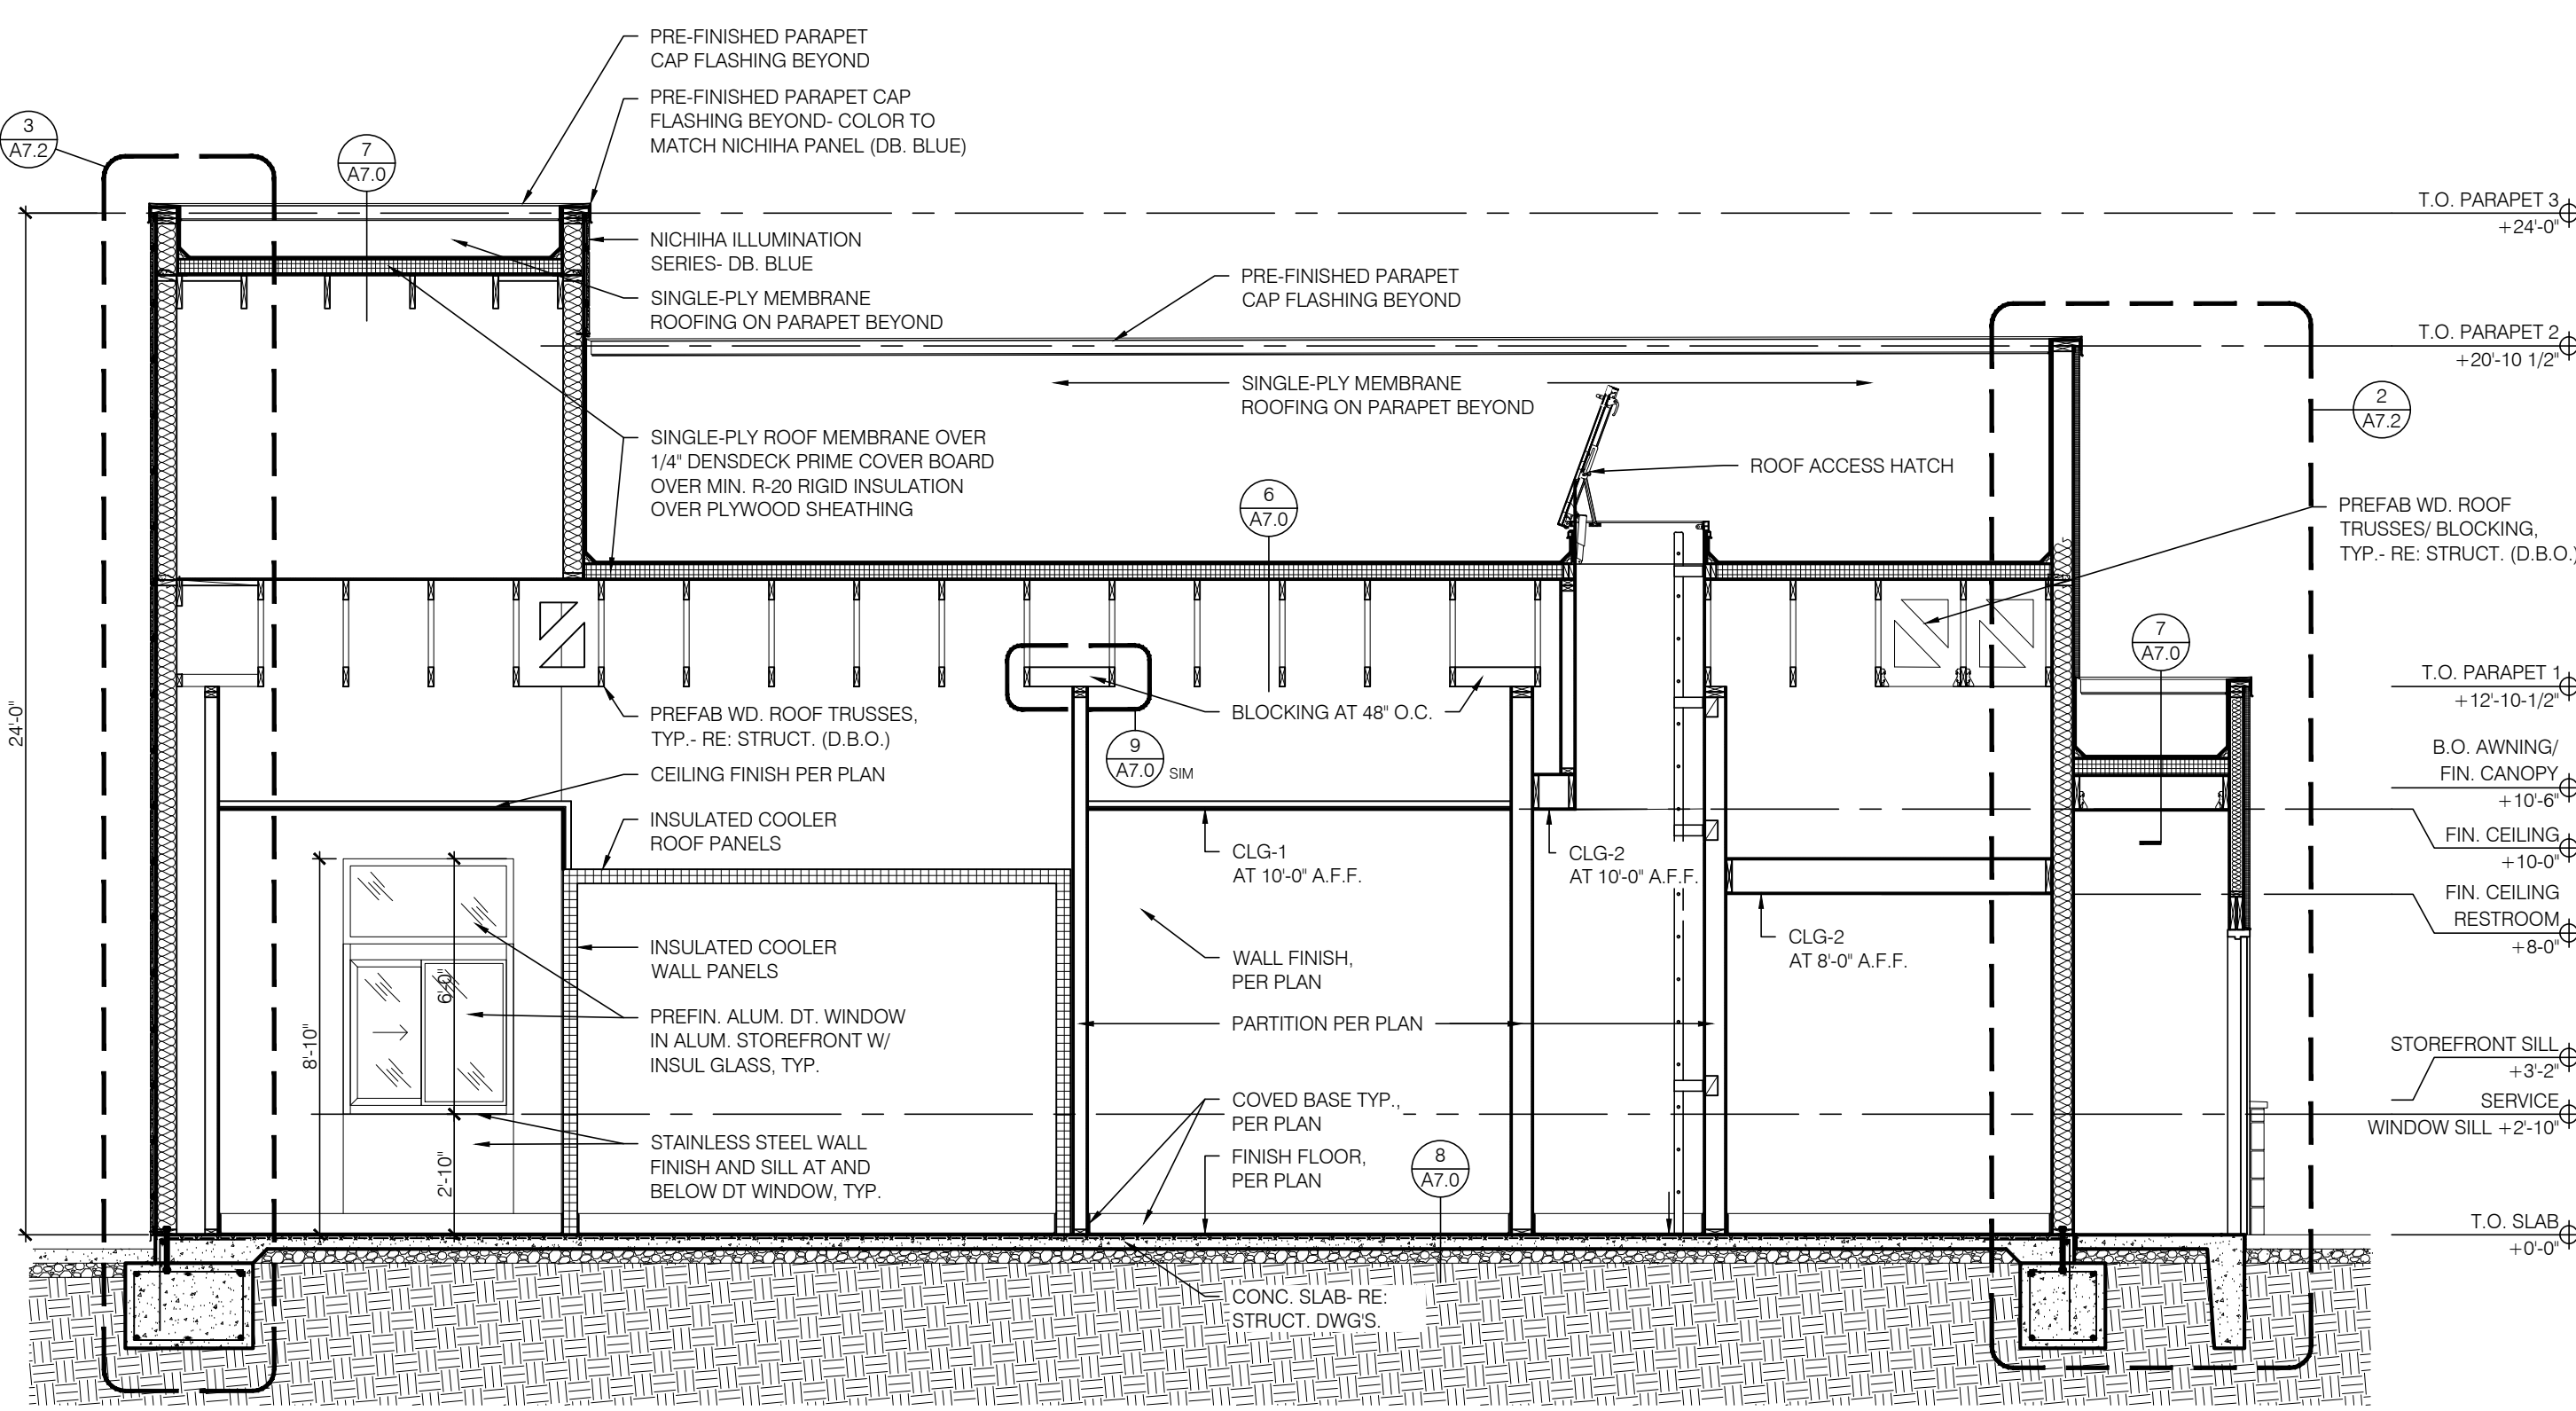 PRE-FINISHED PARAPET
CAP FLASHING BEYOND
PRE-FINISHED PARAPET CAP
FLASHING BEYOND- COLOR TO
MATCH NICHIHA PANEL (DB. BLUE)
3
A7.2
7
A7.0
T.O. PARAPET 3
+24'-0"
NICHIHA ILLUMINATION
SERIES- DB. BLUE
SINGLE-PLY MEMBRANE
ROOFING ON PARAPET BEYOND
PRE-FINISHED PARAPET
CAP FLASHING BEYOND
T.O. PARAPET 2
+20'-10 1/2"
SINGLE-PLY MEMBRANE
ROOFING ON PARAPET BEYOND
2
A7.2
SINGLE-PLY ROOF MEMBRANE OVER
1/4" DENSDECK PRIME COVER BOARD
OVER MIN. R-20 RIGID INSULATION
OVER PLYWOOD SHEATHING
ROOF ACCESS HATCH
6
A7.0
PREFAB WD. ROOF
TRUSSES/ BLOCKING,
TYP.- RE: STRUCT. (D.B.O.)
7
A7.0
T.O. PARAPET 1
+12'-10-1/2"
24'-0"
PREFAB WD. ROOF TRUSSES,
TYP.- RE: STRUCT. (D.B.O.)
BLOCKING AT 48" O.C.
9
A7.0
SIM
B.O. AWNING/
FIN. CANOPY
+10'-6"
CEILING FINISH PER PLAN
INSULATED COOLER
ROOF PANELS
FIN. CEILING
+10-0"
CLG-1
AT 10'-0" A.F.F.
CLG-2
AT 10'-0" A.F.F.
FIN. CEILING
RESTROOM
+8-0"
CLG-2
AT 8'-0" A.F.F.
INSULATED COOLER
WALL PANELS
WALL FINISH,
PER PLAN
6'-0"
8'-10"
PREFIN. ALUM. DT. WINDOW
IN ALUM. STOREFRONT W/
INSUL GLASS, TYP.
PARTITION PER PLAN
STOREFRONT SILL
+3'-2"
SERVICE
WINDOW SILL +2'-10"
COVED BASE TYP.,
PER PLAN
STAINLESS STEEL WALL
FINISH AND SILL AT AND
BELOW DT WINDOW, TYP.
2'-10"
FINISH FLOOR,
PER PLAN
8
A7.0
T.O. SLAB
+0'-0"
CONC. SLAB- RE:
STRUCT. DWG'S.